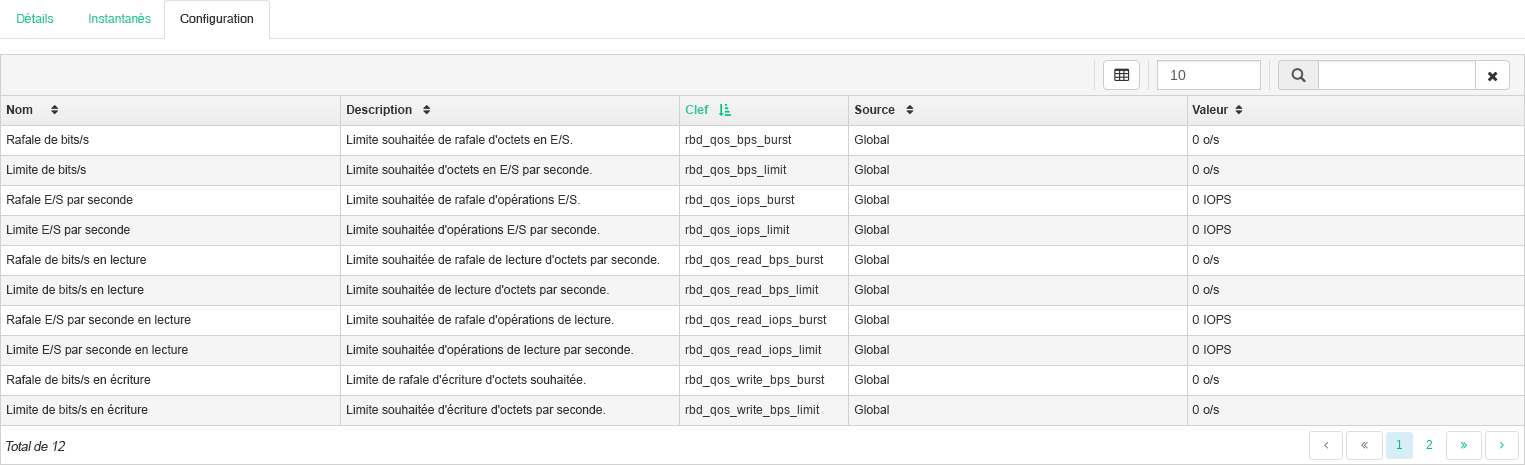 Détails Instantanés Configuration
10
Nom Description Clef Source Valeur
Rafale de bits/s Limite souhaitée de rafale d'octets en E/S. rbd_qos_bps_burst Global 0 o/s
Limite de bits/s Limite souhaitée d'octets en E/S par seconde. rbd_qos_bps_limit Global 0 o/s
Rafale E/S par seconde Limite souhaitée de rafale d'opérations E/S. rbd_qos_iops_burst Global 0 IOPS
Limite E/S par seconde Limite souhaitée d'opérations E/S par seconde. rbd_qos_iops_limit Global 0 IOPS
Rafale de bits/s en lecture Limite souhaitée de rafale de lecture d'octets par seconde. rbd_qos_read_bps_burst Global 0 o/s
Limite de bits/s en lecture Limite souhaitée de lecture d'octets par seconde. rbd_qos_read_bps_limit Global 0 o/s
Rafale E/S par seconde en lecture Limite souhaitée de rafale d'opérations de lecture. rbd_qos_read_iops_burst Global 0 IOPS
Limite E/S par seconde en lecture Limite souhaitée d'opérations de lecture par seconde. rbd_qos_read_iops_limit Global 0 IOPS
Rafale de bits/s en écriture Limite de rafale d'écriture d'octets souhaitée. rbd_qos_write_bps_burst Global 0 o/s
Limite de bits/s en écriture Limite souhaitée d'écriture d'octets par seconde. rbd_qos_write_bps_limit Global 0 o/s
Total de 12 ‹ « 1 2 » ›